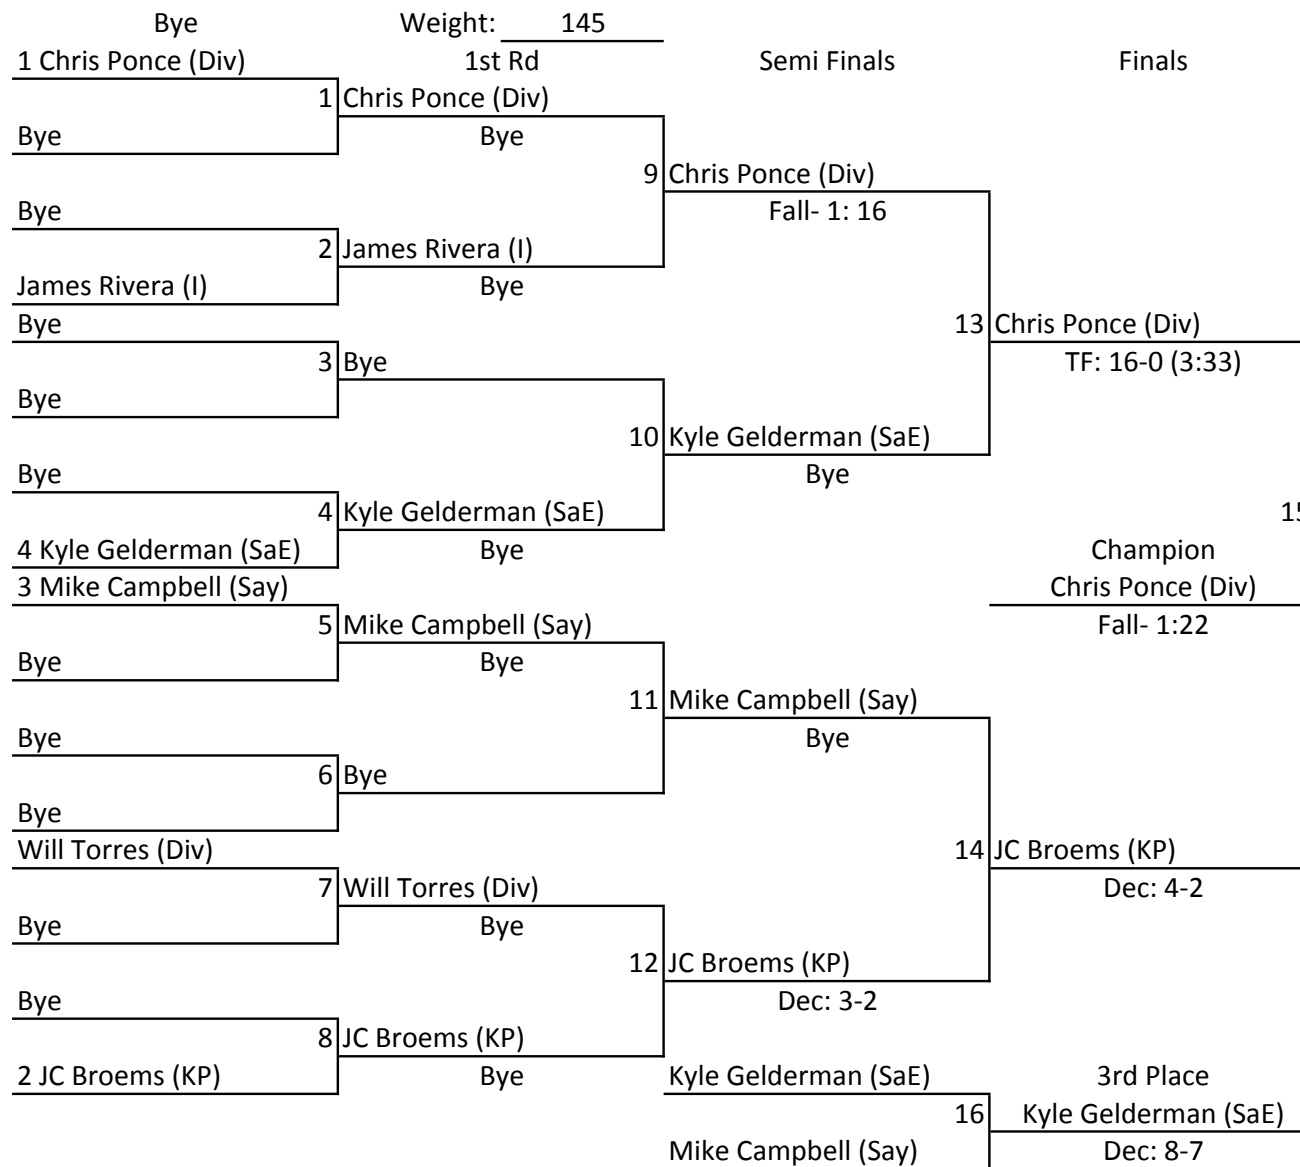 Bye Weight: 145
1 Chris Ponce (Div) 1st Rd Semi Finals Finals
1 Chris Ponce (Div)
Bye Bye
9 Chris Ponce (Div)
Bye Fall- 1: 16
2 James Rivera (I)
James Rivera (I) Bye
Bye 13 Chris Ponce (Div)
3 Bye TF: 16-0 (3:33)
Bye
10 Kyle Gelderman (SaE)
Bye Bye
4 Kyle Gelderman (SaE) 15
4 Kyle Gelderman (SaE) Bye Champion
3 Mike Campbell (Say) Chris Ponce (Div)
5 Mike Campbell (Say) Fall- 1:22
Bye Bye
11 Mike Campbell (Say)
Bye Bye
6 Bye
Bye
Will Torres (Div) 14 JC Broems (KP)
7 Will Torres (Div) Dec: 4-2
Bye Bye
12 JC Broems (KP)
Bye Dec: 3-2
8 JC Broems (KP)
2 JC Broems (KP) Bye Kyle Gelderman (SaE) 3rd Place
16 Kyle Gelderman (SaE)
Mike Campbell (Say) Dec: 8-7